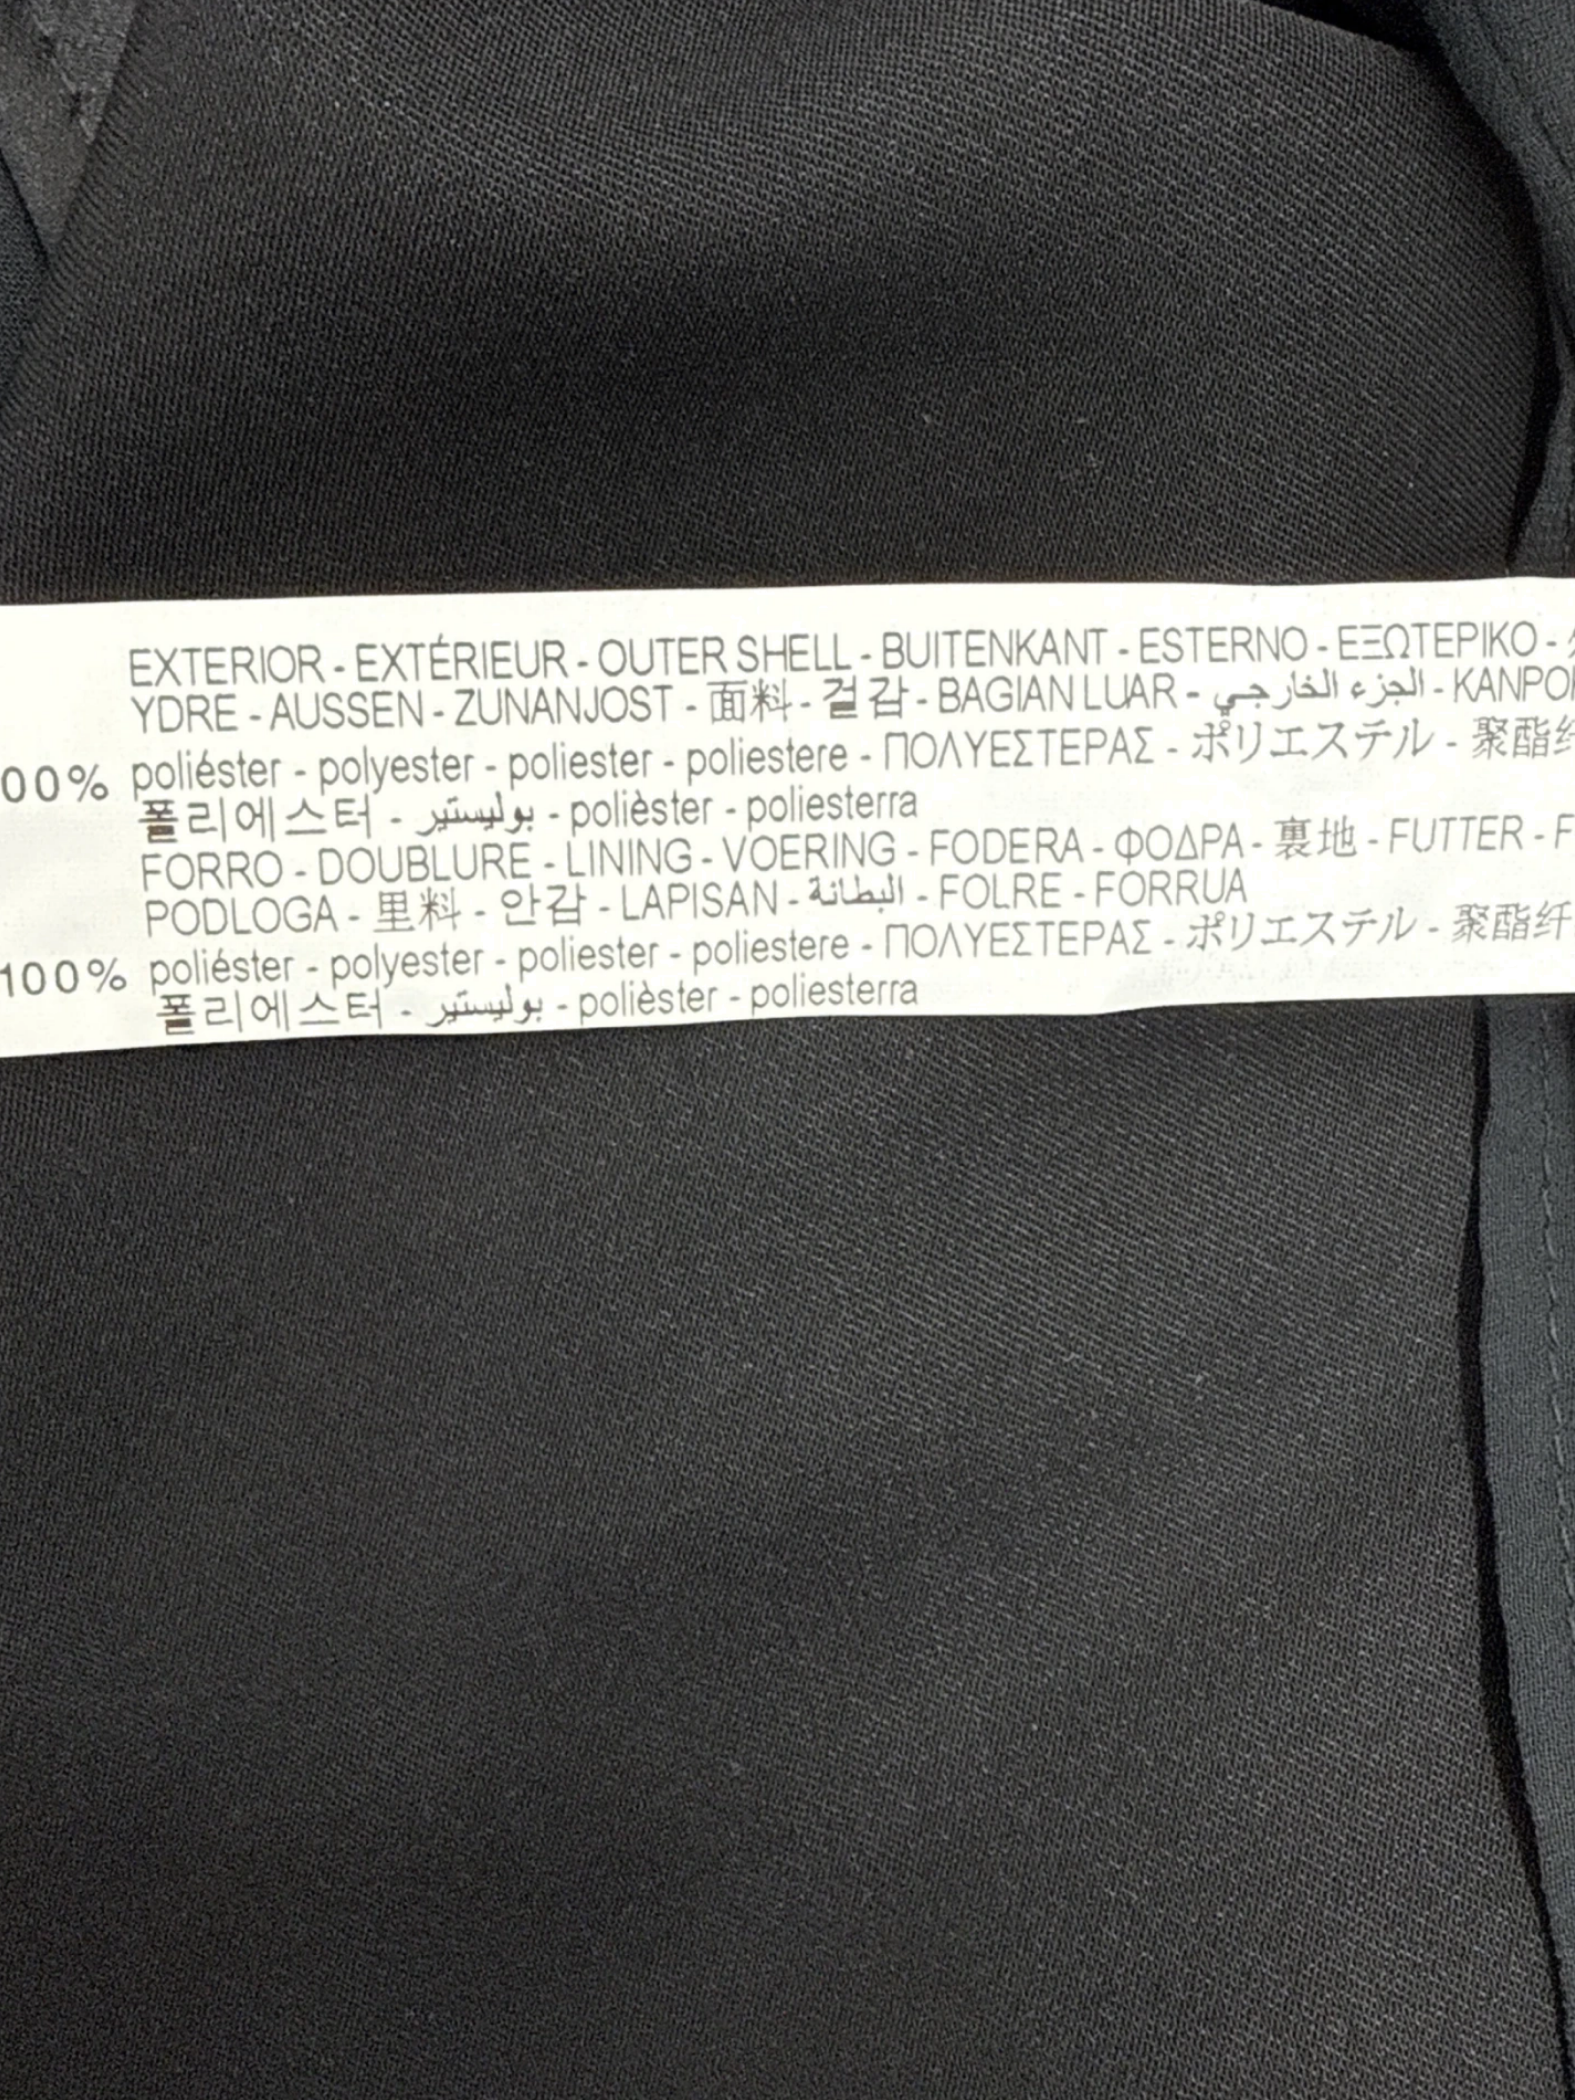 EXTERIOR - EXTÉRIEUR - OUTER SHELL - BUITENKANT - ESTERNO - ΕΞΩΤΕΡΙΚΟ -
YDRE - AUSSEN - ZUNANJOST - 面料 - 겉감 - BAGIAN LUAR - الجزء الخارجي -
00% poliéster - polyester - poliester - poliestere - ΠΟΛΥΕΣΤΕΡΑΣ - ポリエステル - 聚酯纤
폴리에스터 - بوليستير - polièster - poliesterra
FORRO - DOUBLURE - LINING - VOERING - FODERA - ΦΟΔΡΑ - 裏地 - FUTTER - F
PODLOGA - 里料 - 안감 - LAPISAN - البطانة - FOLRE - FORRUA
100% poliéster - polyester - poliester - poliestere - ΠΟΛΥΕΣΤΕΡΑΣ - ポリエステル - 聚酯纤
폴리에스터 - بوليستير - polièster - poliesterra